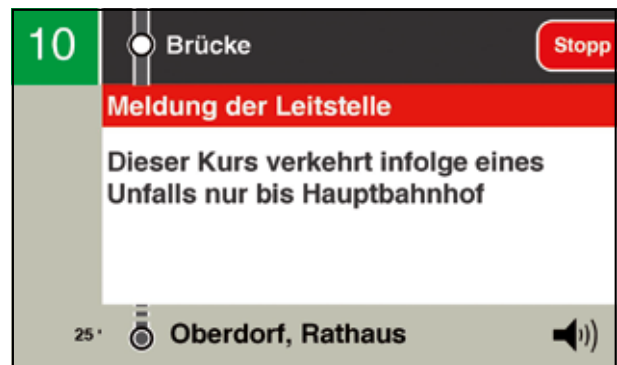 10
Brücke
Stopp
Meldung der Leitstelle
Dieser Kurs verkehrt infolge eines
Unfalls nur bis Hauptbahnhof
25' Oberdorf, Rathaus